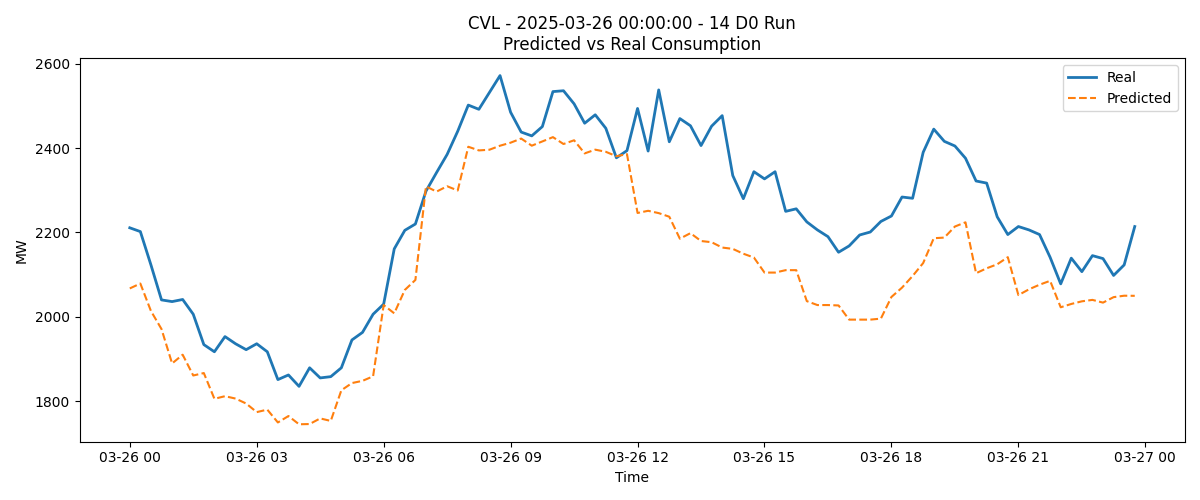 CVL - 2025-03-26 00:00:00 - 14 D0 Run
Predicted vs Real Consumption
Real
Predicted
MW
2600
2400
2200
2000
1800
03-26 00
03-26 03
03-26 06
03-26 09
03-26 12
03-26 15
03-26 18
03-26 21
03-27 00
Time